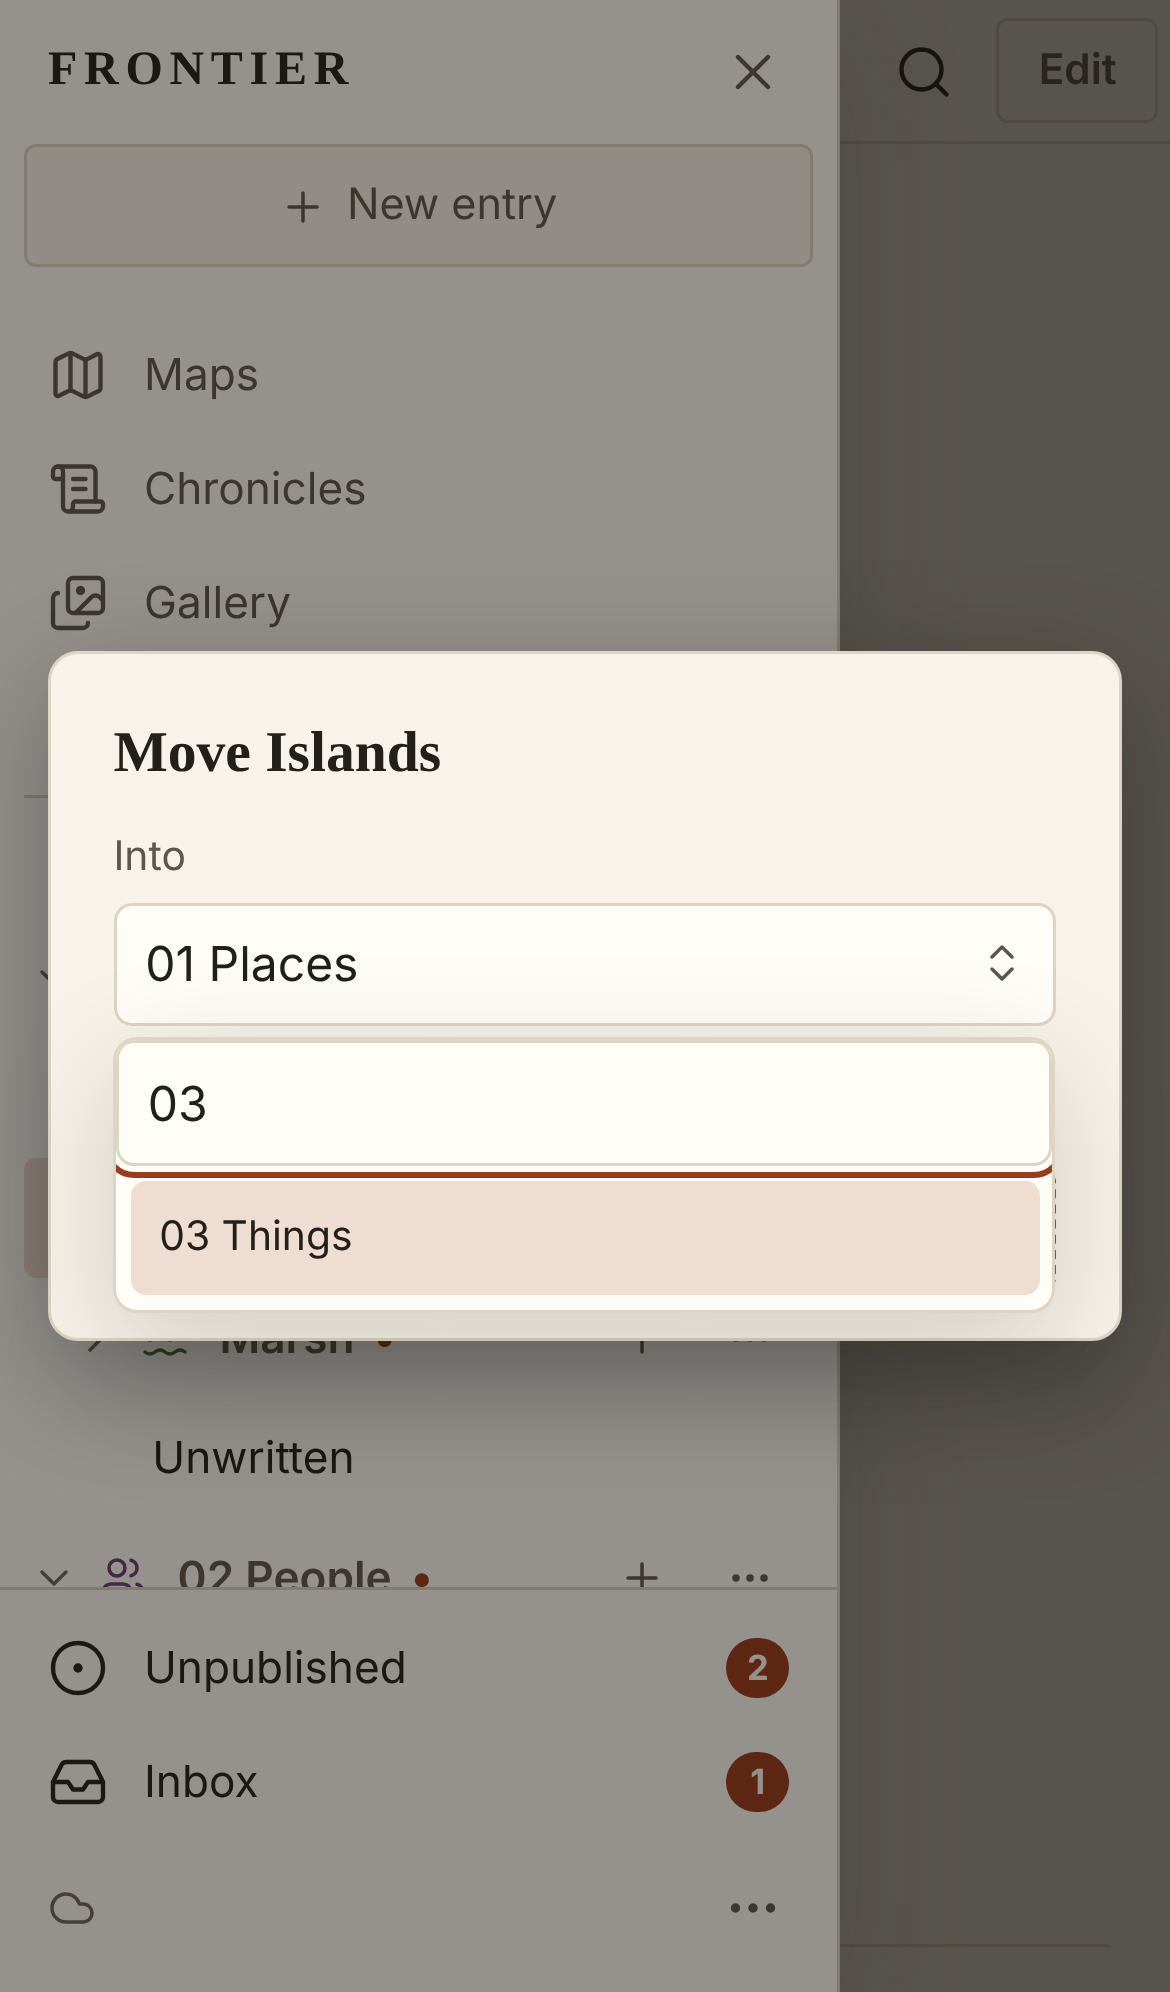 FRONTIER
Edit
New entry
Maps
Chronicles
Gallery
Move Islands
Into
01 Places
03
03 Things
Marsh
Unwritten
02 People
Unpublished
2
Inbox
1